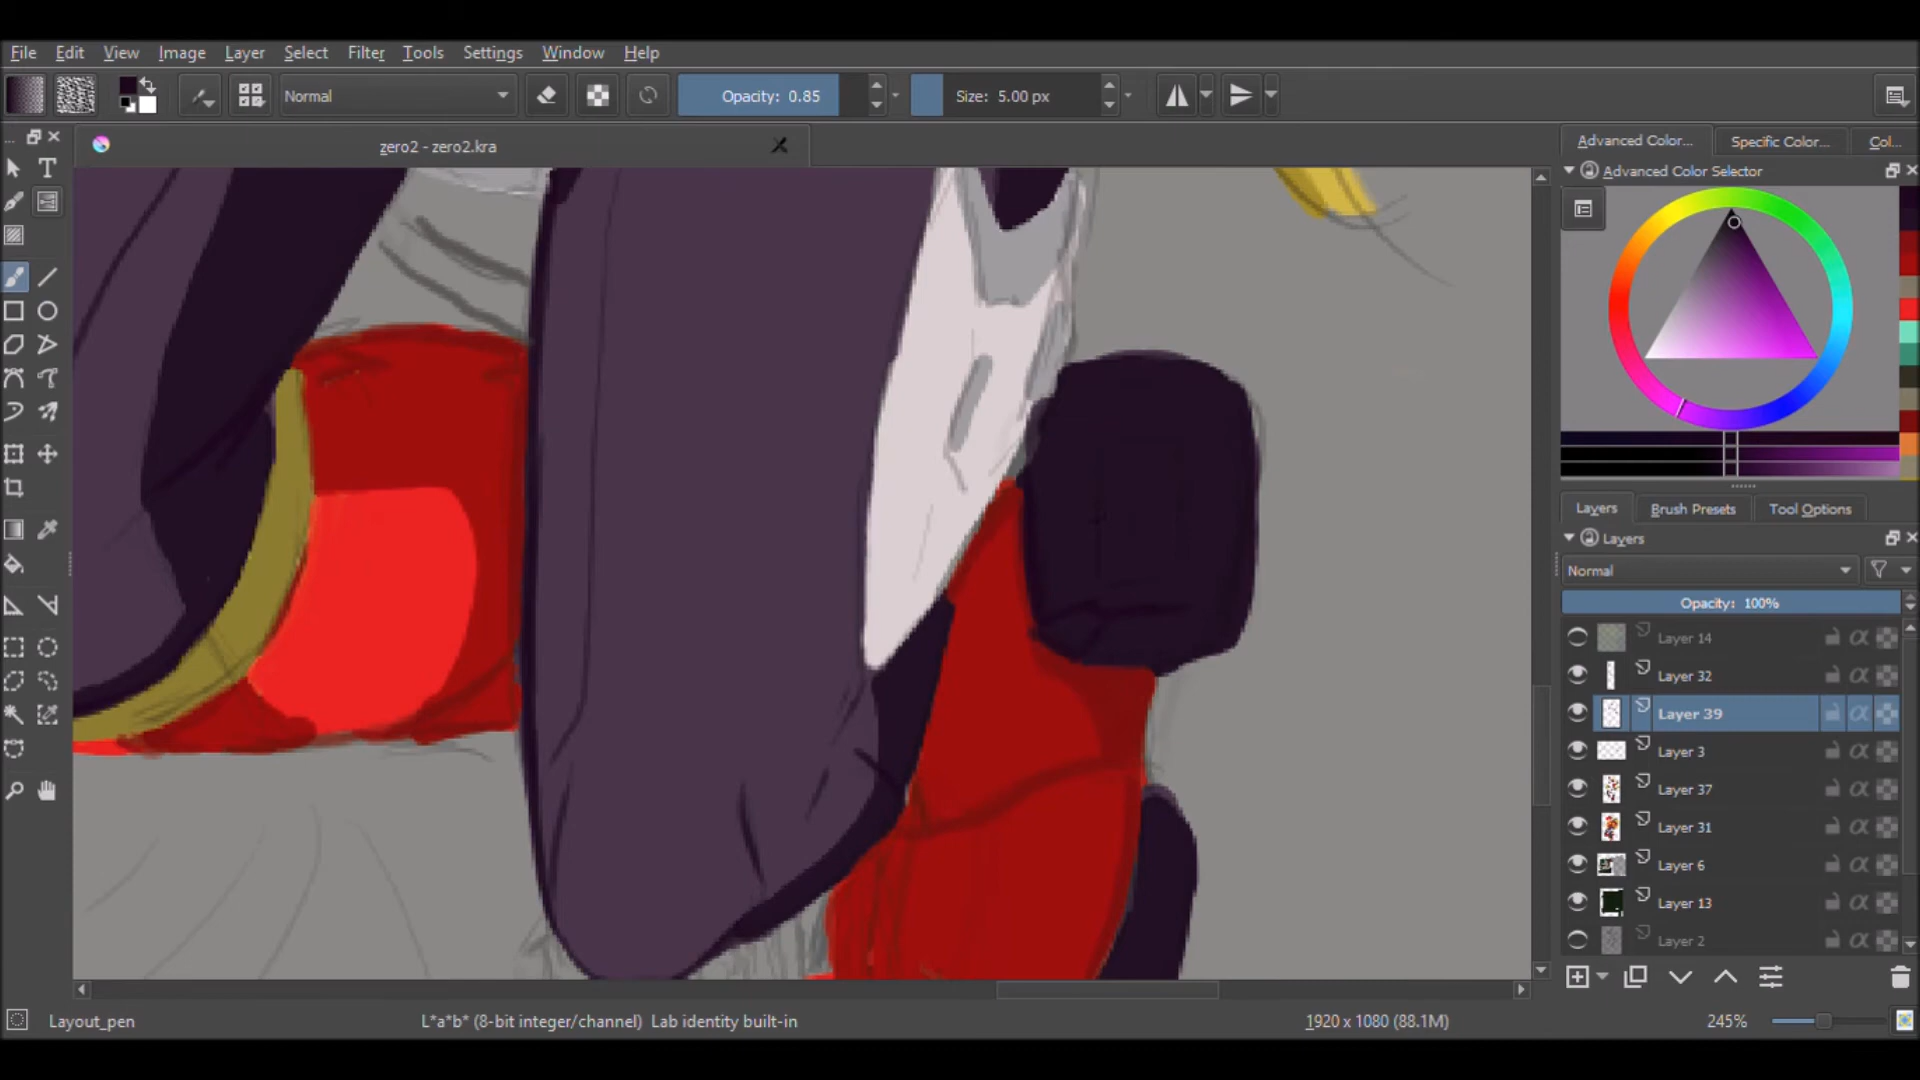 File Edit View Image Layer Select Filter Tools Settings Window Help
Normal Opacity: 0.85 Size: 5.00 px
zero2 - zero2.kra
Advanced Color... Specific Color... Col...
Advanced Color Selector
Layers Brush Presets Tool Options
Layers
Normal
Opacity: 100%
Layer 14
Layer 32
Layer 39
Layer 3
Layer 37
Layer 31
Layer 6
Layer 13
Layer 2
Layout_pen L*a*b* (8-bit integer/channel) Lab identity built-in 1920 x 1080 (88.1M) 245%